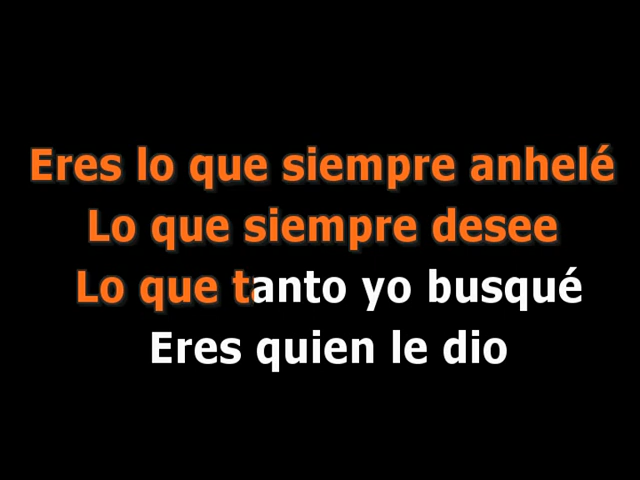 Eres lo que siempre anhelé
Lo que siempre desee
Lo que tanto yo busqué
Eres quien le dio